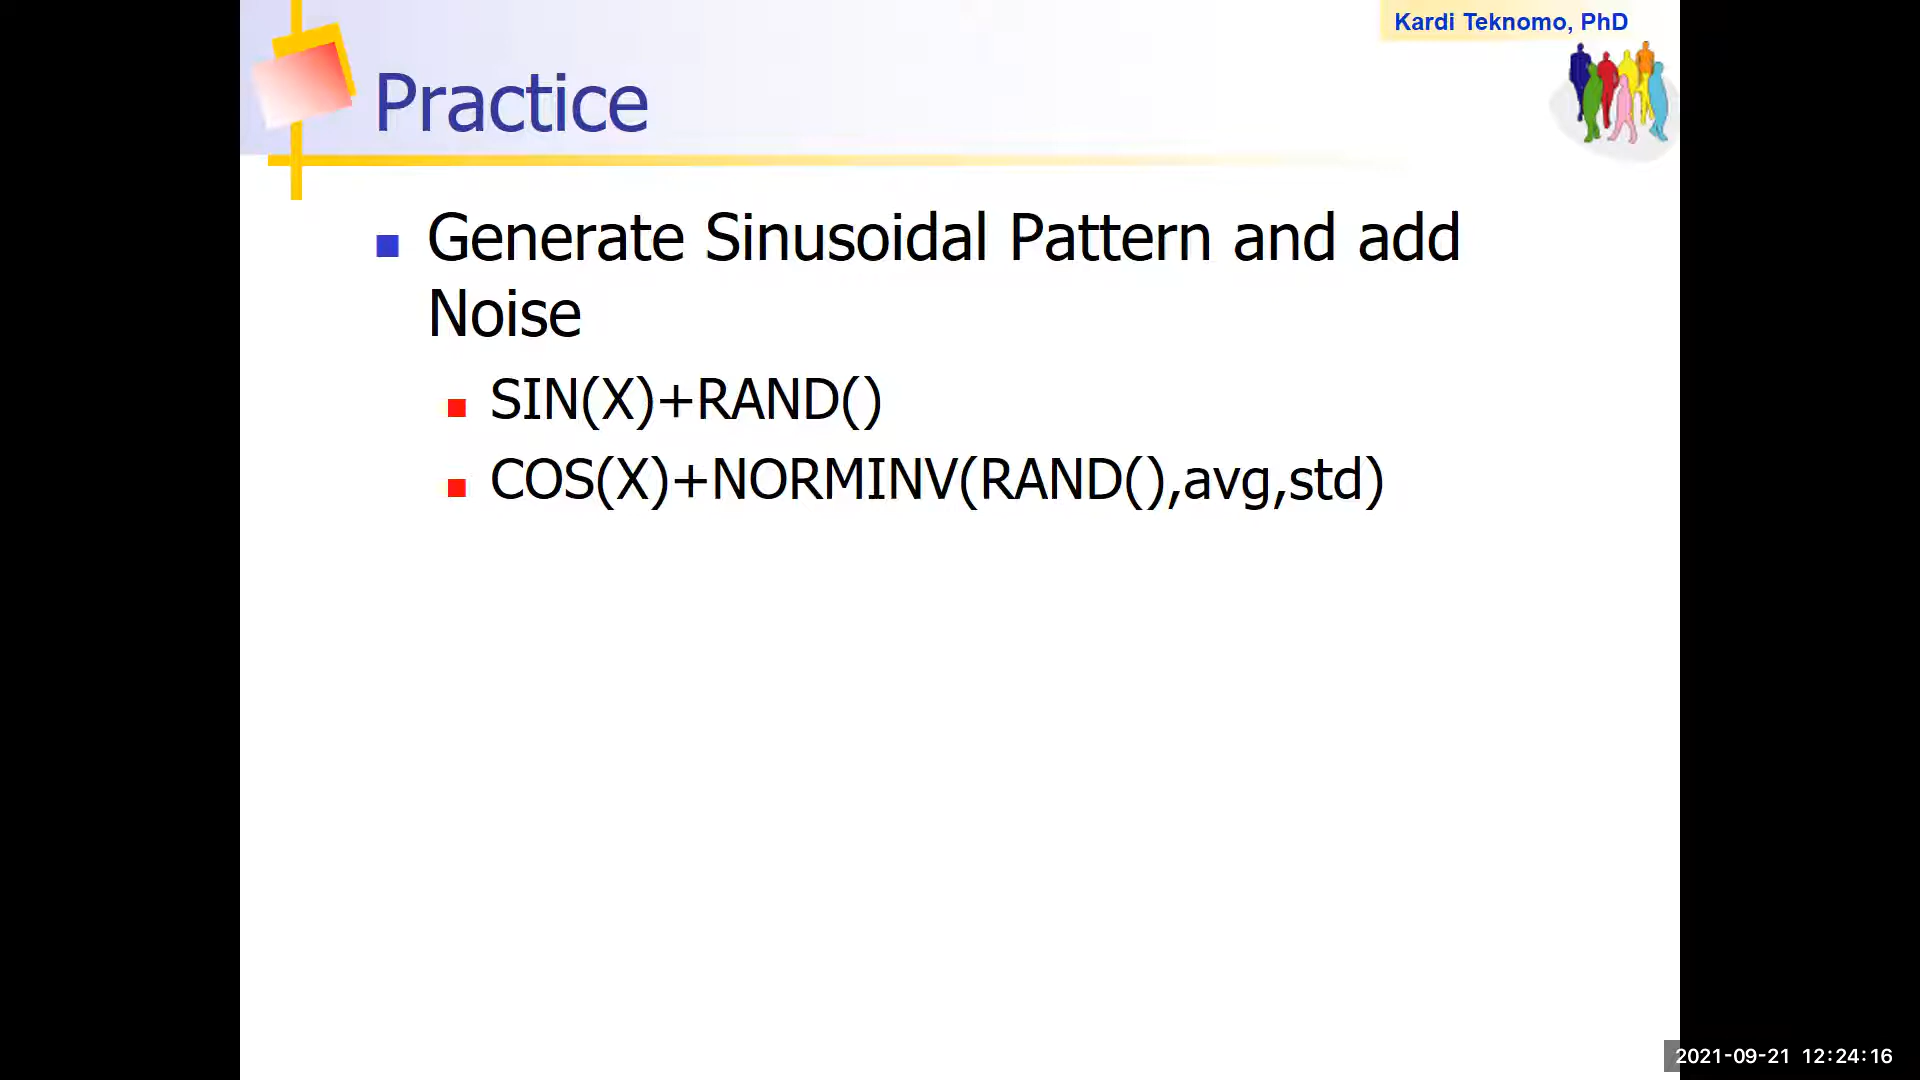 Kardi Teknomo, PhD
Practice
Generate Sinusoidal Pattern and add
Noise
SIN(X)+RAND()
COS(X)+NORMINV(RAND(),avg,std)
2021-09-21 12:24:16